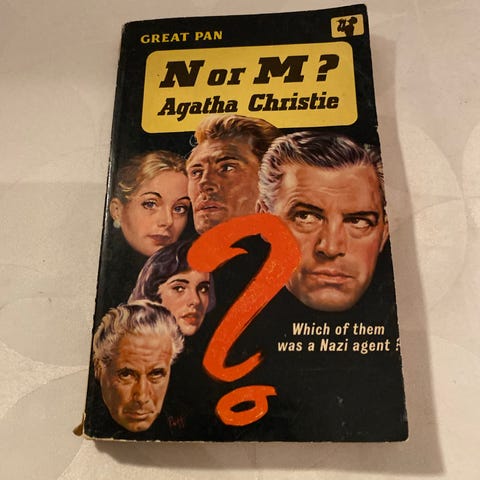 GREAT PAN
N or M?
Agatha Christie
Which of them
was a Nazi agent?